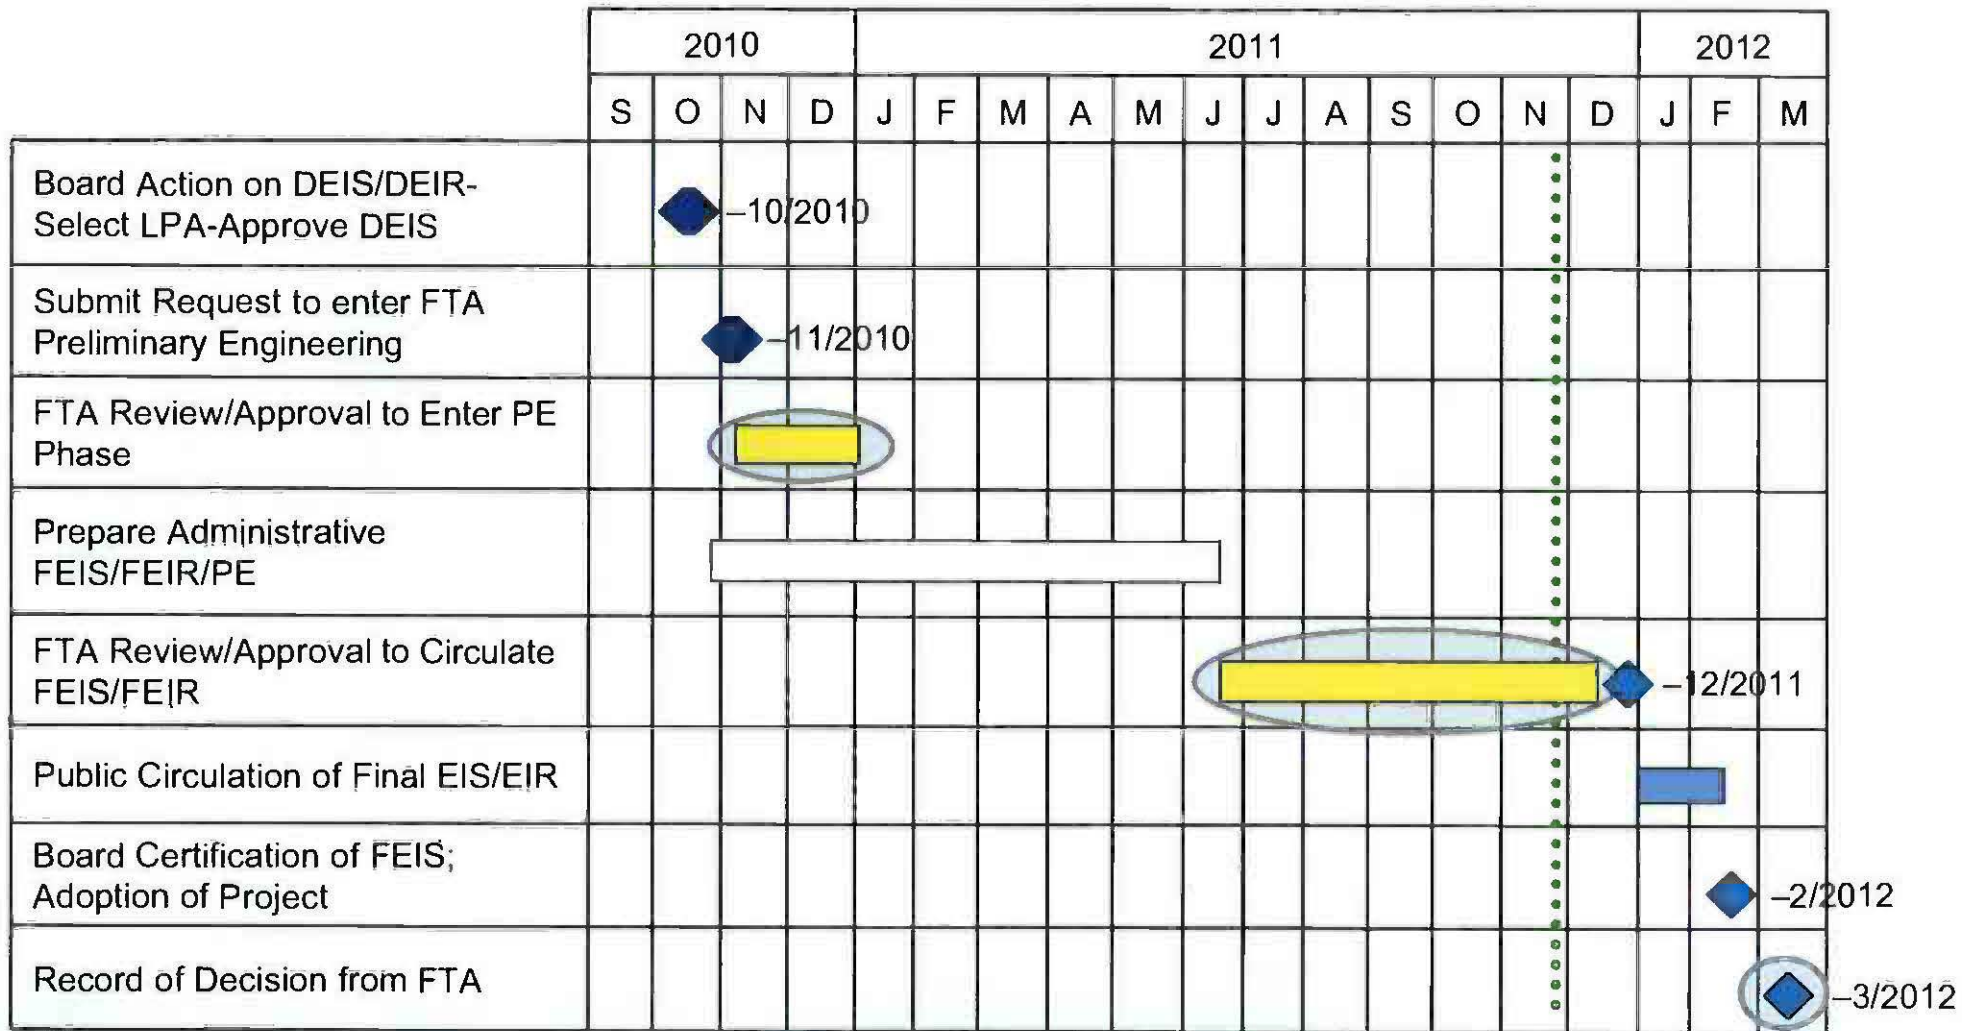 2010 2011 2012
S O N D J F M A M J J A S O N D J F M
Board Action on DEIS/DEIR-
Select LPA-Approve DEIS
–10/2010
Submit Request to enter FTA
Preliminary Engineering
–11/2010
FTA Review/Approval to Enter PE
Phase
Prepare Administrative
FEIS/FEIR/PE
FTA Review/Approval to Circulate
FEIS/FEIR
–12/2011
Public Circulation of Final EIS/EIR
Board Certification of FEIS;
Adoption of Project
–2/2012
Record of Decision from FTA
–3/2012